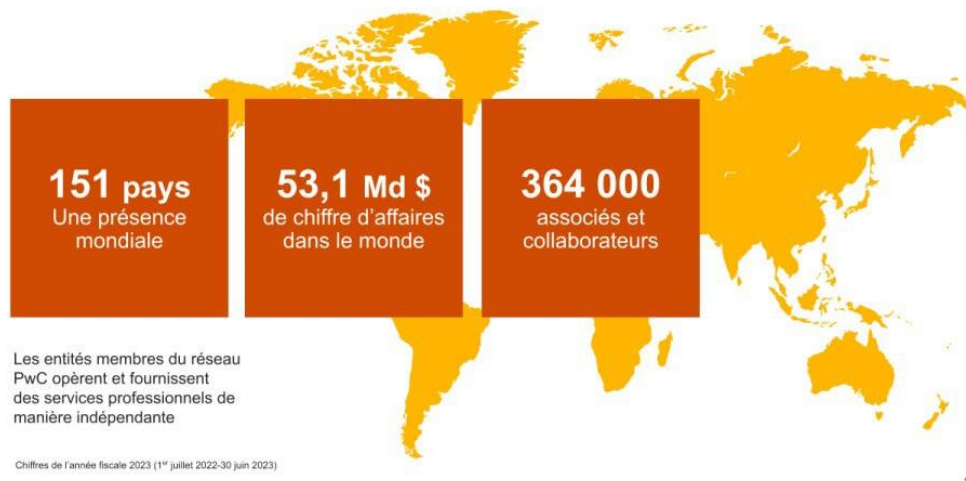 151 pays
Une présence
mondiale
53,1 Md $
de chiffre d'affaires
dans le monde
364 000
associés et
collaborateurs
Les entités membres du réseau
PwC opèrent et fournissent
des services professionnels de
manière indépendante
Chiffres de l'année fiscale 2023 (1er juillet 2022-30 juin 2023)